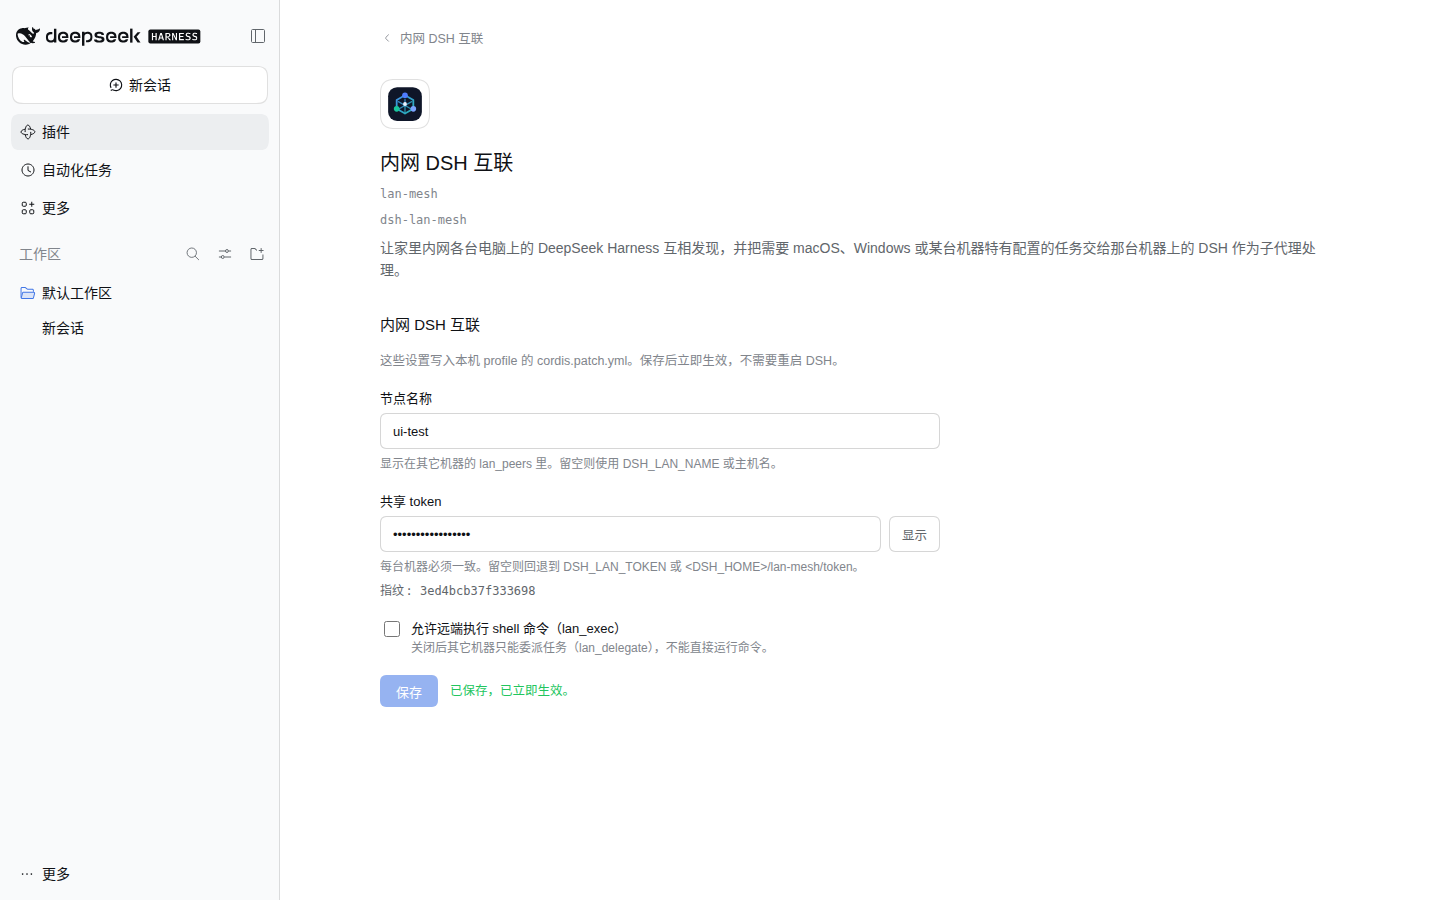 deepseek HARNESS
新会话
插件
自动化任务
更多
工作区
默认工作区
新会话
更多
内网 DSH 互联
内网 DSH 互联
lan-mesh
dsh-lan-mesh
让家里内网各台电脑上的 DeepSeek Harness 互相发现，并把需要 macOS、Windows 或某台机器特有配置的任务交给那台机器上的 DSH 作为子代理处
理。
内网 DSH 互联
这些设置写入本机 profile 的 cordis.patch.yml。保存后立即生效，不需要重启 DSH。
节点名称
ui-test
显示在其它机器的 lan_peers 里。留空则使用 DSH_LAN_NAME 或主机名。
共享 token
•••••••••••••••••
显示
每台机器必须一致。留空则回退到 DSH_LAN_TOKEN 或 <DSH_HOME>/lan-mesh/token。
指纹： 3ed4bcb37f333698
允许远端执行 shell 命令（lan_exec）
关闭后其它机器只能委派任务（lan_delegate），不能直接运行命令。
保存
已保存，已立即生效。